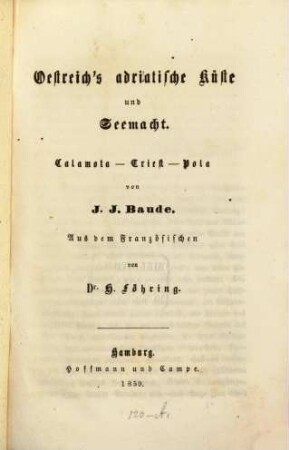 Oestreich's adriatische Küste
und
Seemacht.
Calamota — Triest — Pola
von
J. J. Baude.
Aus dem Französischen
von
Dr. H. Föhring.
Hamburg.
Hoffmann und Campe.
1859.